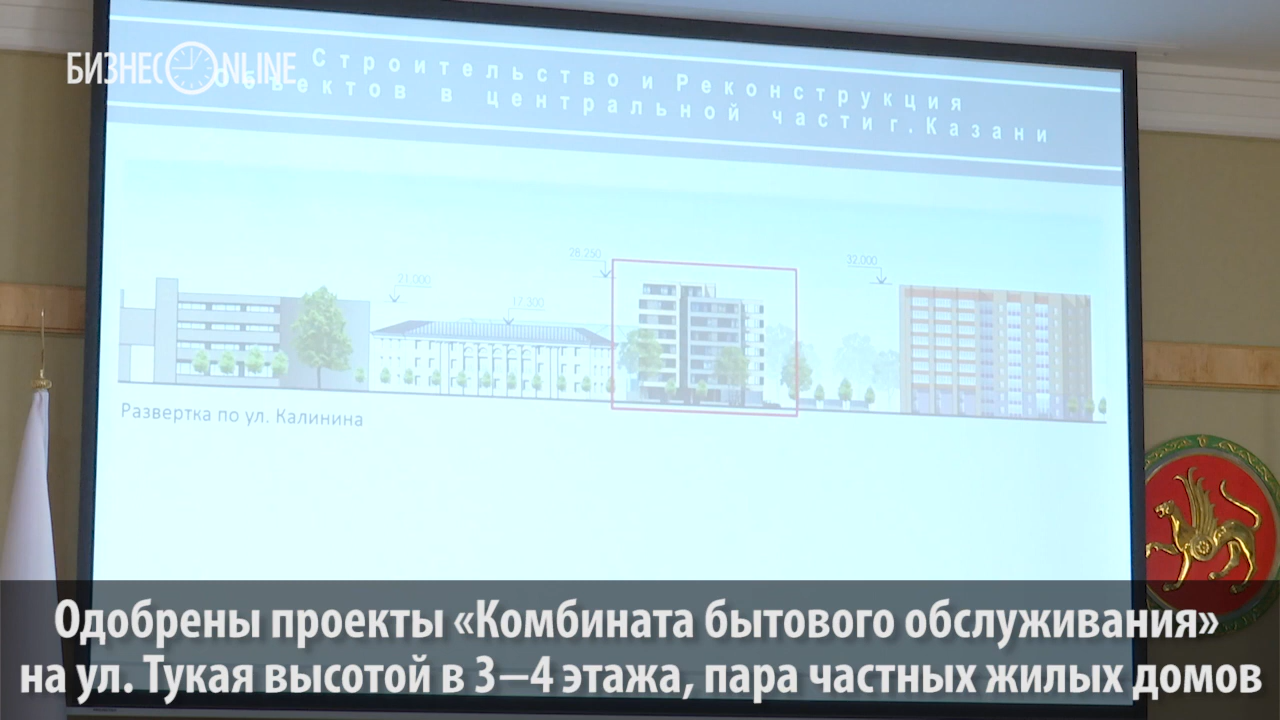 БИЗНЕС ONLINE
Строительство и Реконструкция
объектов в центральной части г. Казани
28.250
32.000
21.000
17.300
Развертка по ул. Калинина
Одобрены проекты «Комбината бытового обслуживания»
на ул. Тукая высотой в 3–4 этажа, пара частных жилых домов